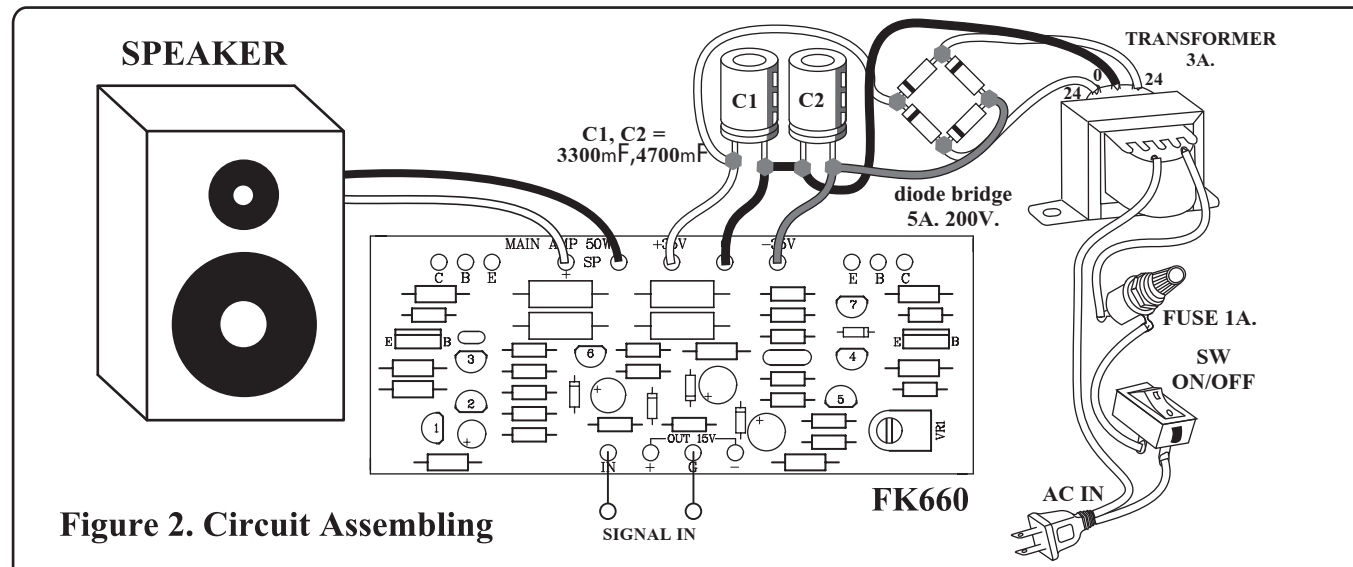 SPEAKER
TRANSFORMER
3A.
24 0 24
C1 C2
C1, C2 =
3300mF,4700mF
diode bridge
5A. 200V.
MAIN AMP 50W +35V G -35V
+ SP
C B E
E B C
7
FUSE 1A.
E B
3
6
4
E B
SW
ON/OFF
2
5
1
VR1
OUT 15V
IN + G -
FK660
AC IN
SIGNAL IN
Figure 2. Circuit Assembling